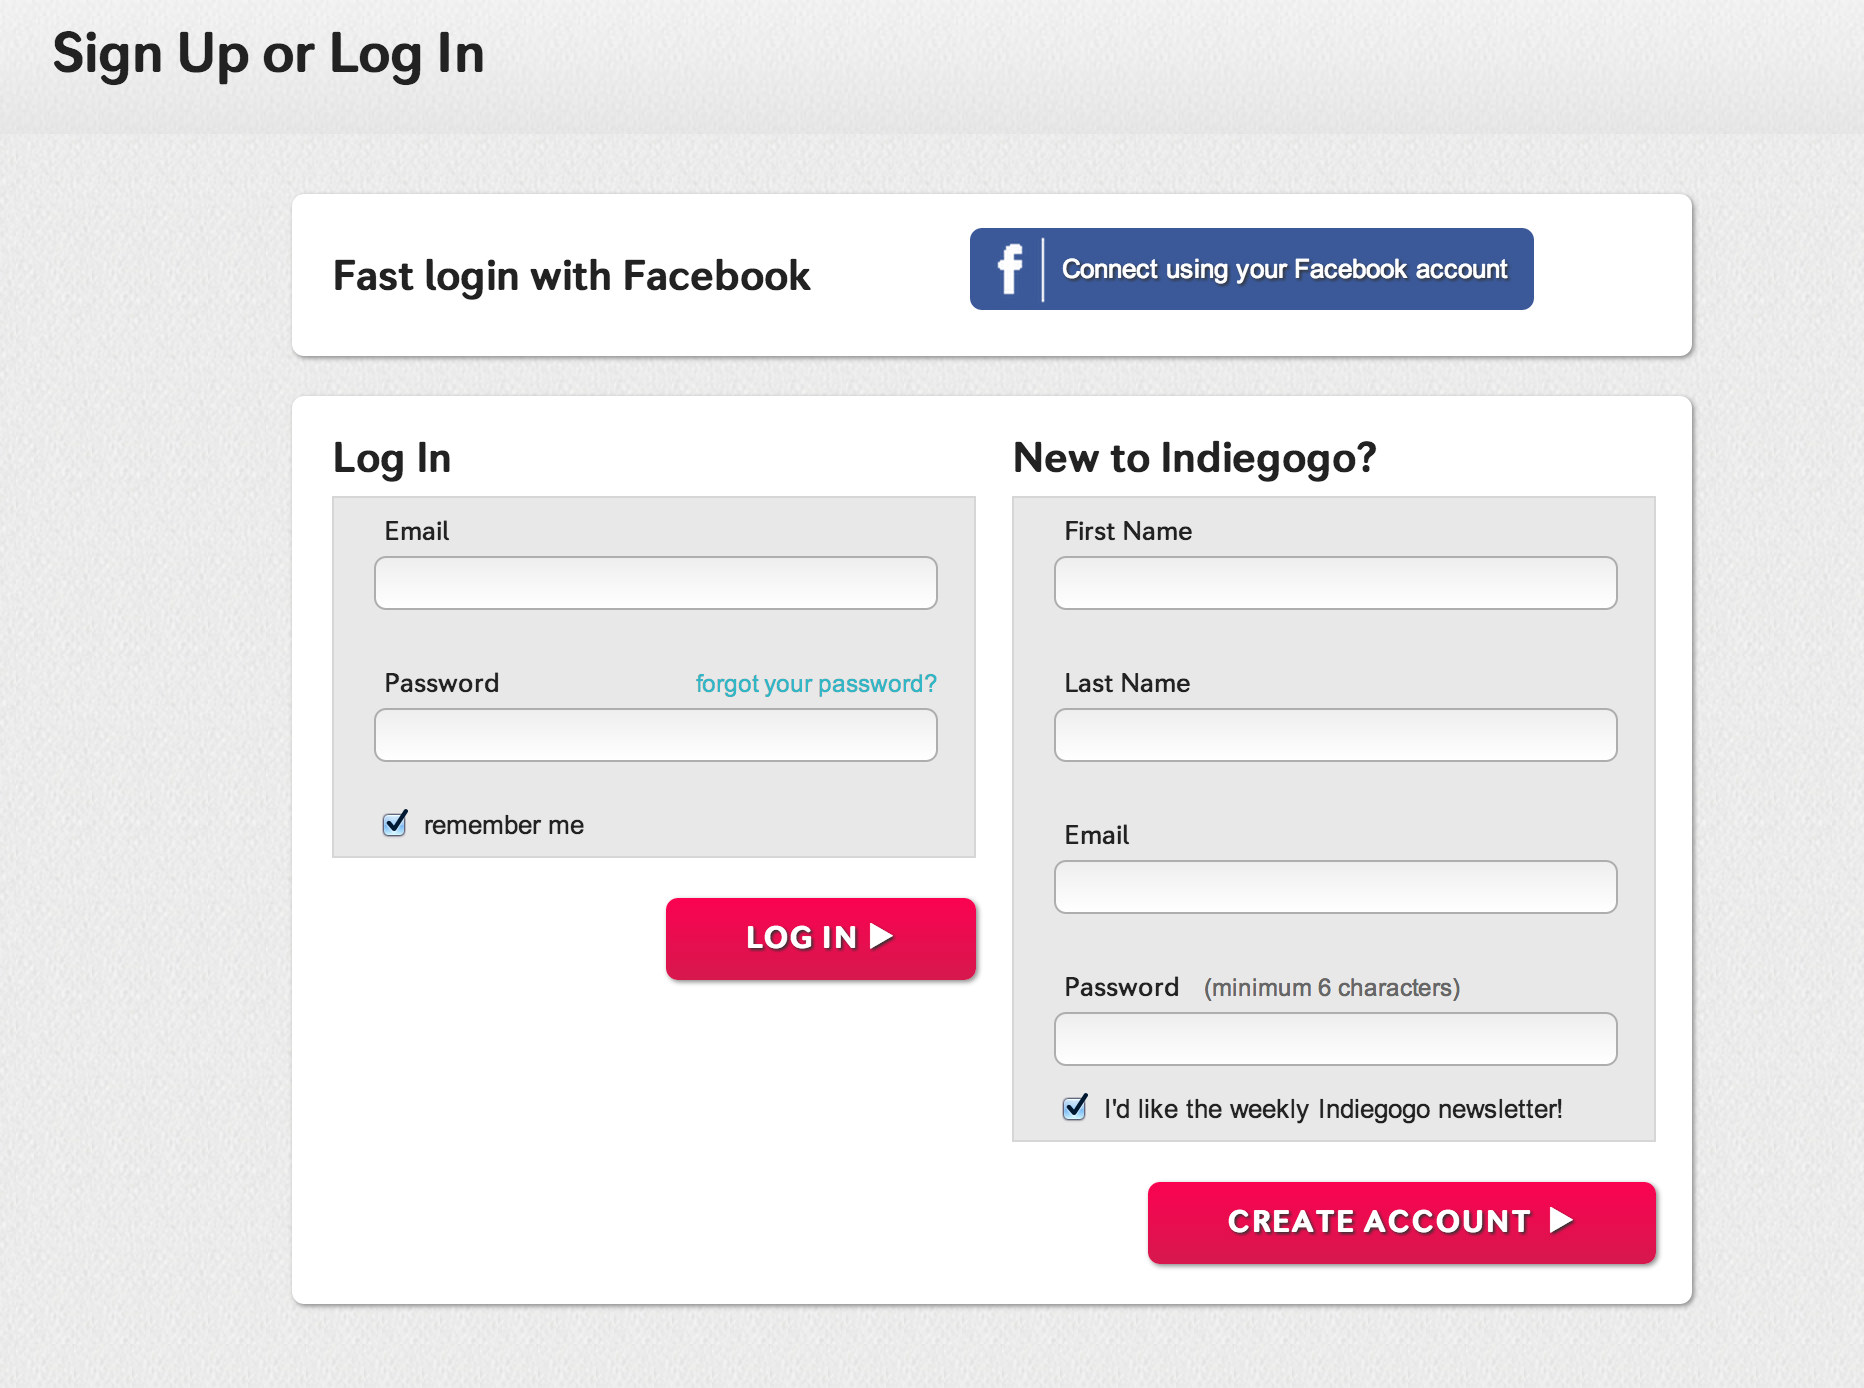 Sign Up or Log In
Fast login with Facebook
f Connect using your Facebook account
Log In
Email
Password forgot your password?
remember me
LOG IN
New to Indiegogo?
First Name
Last Name
Email
Password (minimum 6 characters)
I'd like the weekly Indiegogo newsletter!
CREATE ACCOUNT